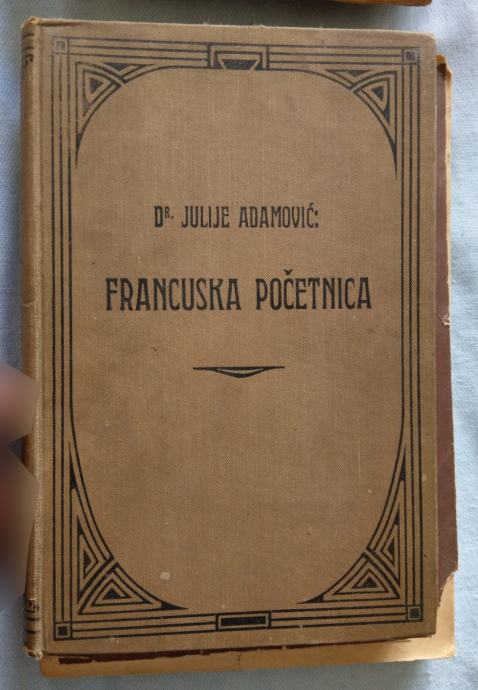 DR. JULIJE ADAMOVIĆ:
FRANCUSKA POČETNICA